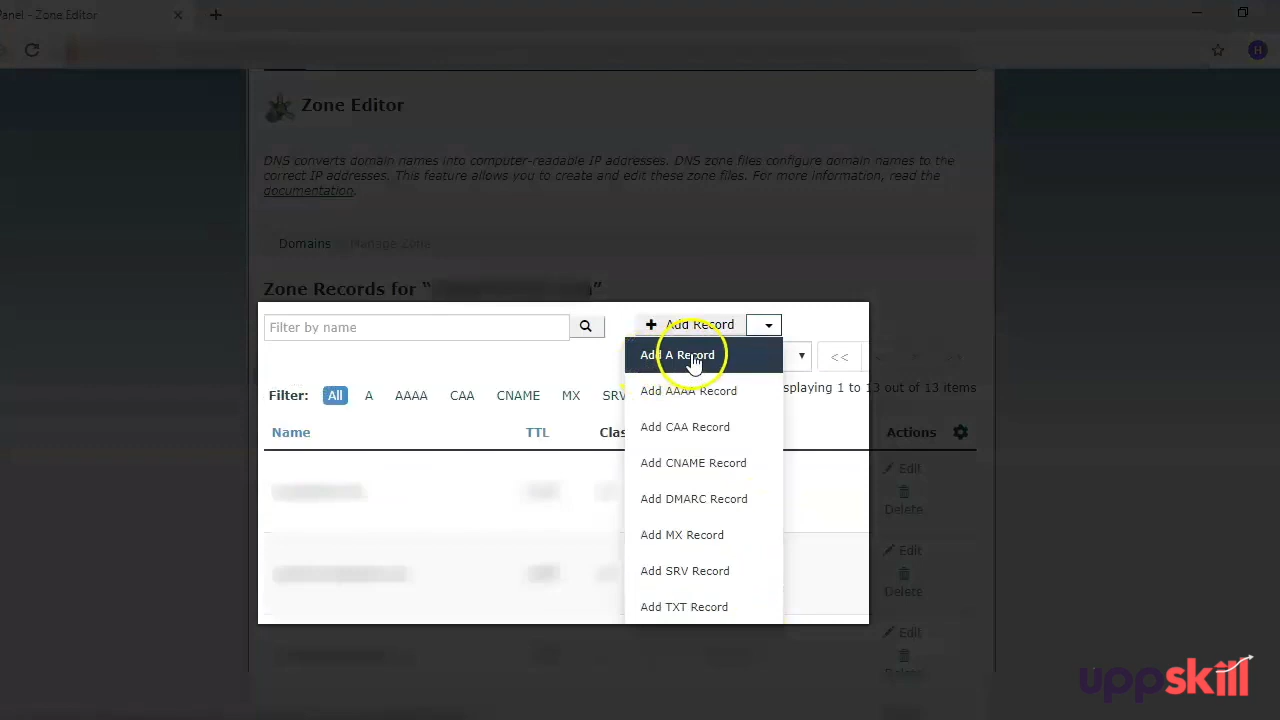 Panel - Zone Editor
H
Zone Editor
DNS converts domain names into computer-readable IP addresses. DNS zone files configure domain names to the
correct IP addresses. This feature allows you to create and edit these zone files. For more information, read the
documentation.
Domains Manage Zone
Zone Records for “ ”
Filter by name
Add Record
Add A Record
<<
Filter: All A AAAA CAA CNAME MX SRV
Add AAAA Record
splaying 1 to 13 out of 13 items
Name TTL Clas
Add CAA Record
Actions
Add CNAME Record
Edit
Add DMARC Record
Delete
Add MX Record
Edit
Add SRV Record
Delete
Add TXT Record
Edit
Delete
Edit
uppskill